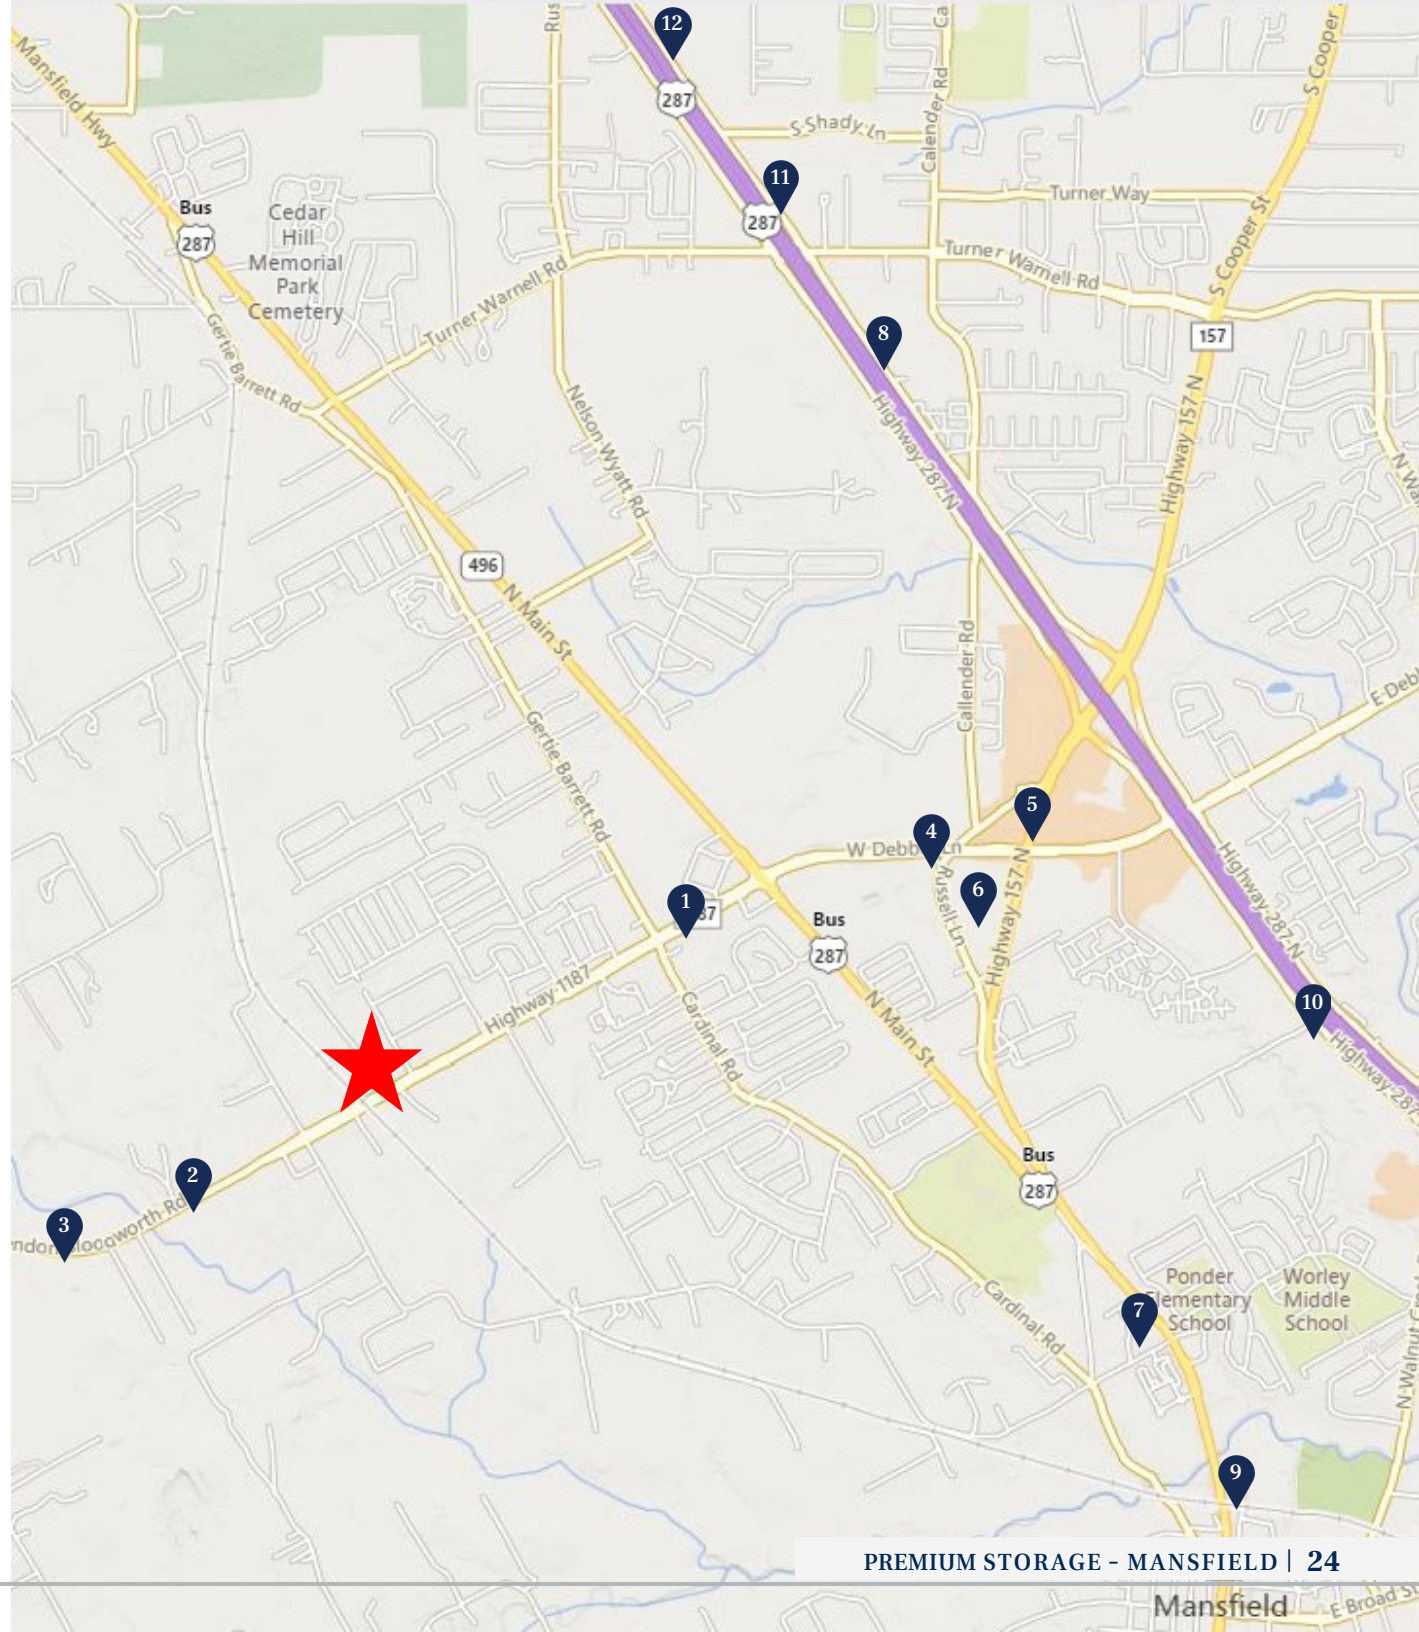 12
Rus
Ca
S Cooper
Mansfield Hwy
287
S Shady Ln
Calender Rd
11
Turner Way
Bus
287
Cedar
Hill
Memorial
Park
Cemetery
287
S Cooper St
Turner Warnell Rd
Turner Warnell Rd
Gertie Barrett Rd
8
157
Nelson Wyatt Rd
Highway 287 N
Highway 157 N
N Wa
496
N Main St
Callender Rd
E Debb
Gertie Barrett Rd
5
4
W Debb Ln
Highway 287 N
Russell Ln
6
Highway 157 N
1
87
Bus
287
10
Highway 1187
N Main St
Cardinal Rd
Highway 287
Bus
287
2
3
Ponder
Elementary
School
Worley
Middle
School
7
Cardinal Rd
N Walnut C
9
PREMIUM STORAGE – MANSFIELD | 24
Mansfield
E Broad St